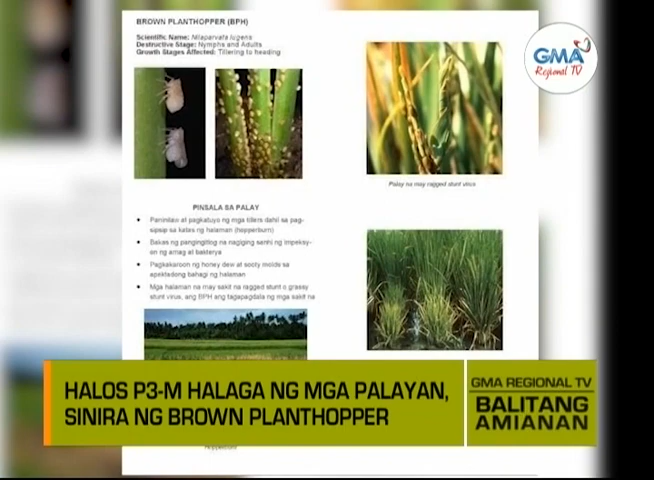 BROWN PLANTHOPPER (BPH)
Scientific Name: Nilaparvata lugens
Destructive Stage: Nymphs and Adults
Growth Stages Affected: Tillering to heading
GMA
Regional TV
Palay na may ragged stunt virus
PINSALA SA PALAY
• Paninilaw at pagkatuyo ng mga tillers dahil sa pag-
sipsip sa katas ng halaman (hopperburn)
• Bakas ng pangingitlog na nagiging sanhi ng impeksy-
on ng amag at bakterya
• Pagkakaroon ng honey dew at sooty molds sa
apektadong bahagi ng halaman
• Mga halaman na may sakit na ragged stunt o grassy
stunt virus, ang BPH ang tagapagdala ng mga sakit na
HALOS P3-M HALAGA NG MGA PALAYAN,
SINIRA NG BROWN PLANTHOPPER
GMA REGIONAL TV
BALITANG
AMIANAN